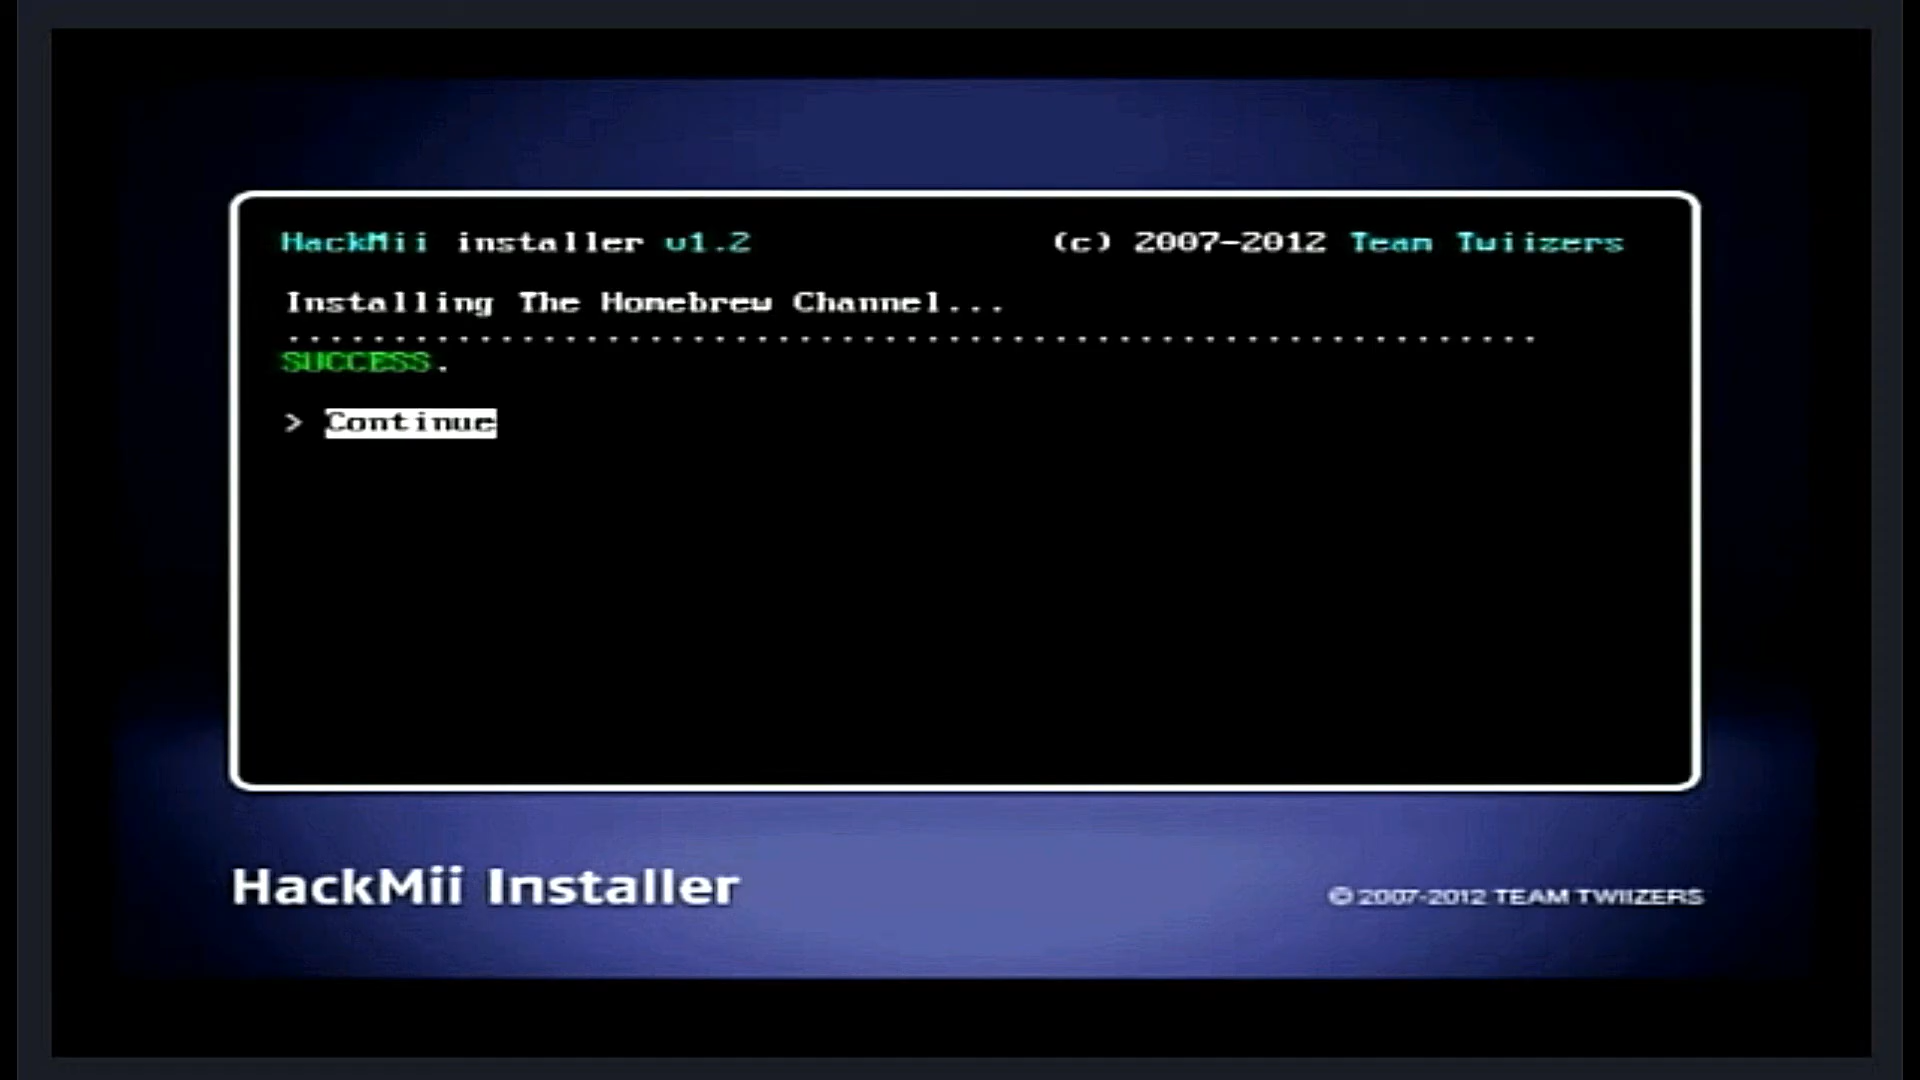 HackMii installer v1.2 (c) 2007-2012 Team Twiizers
Installing The Homebrew Channel...
...........................................................
SUCCESS.
> Continue
HackMii Installer
© 2007-2012 TEAM TWIIZERS